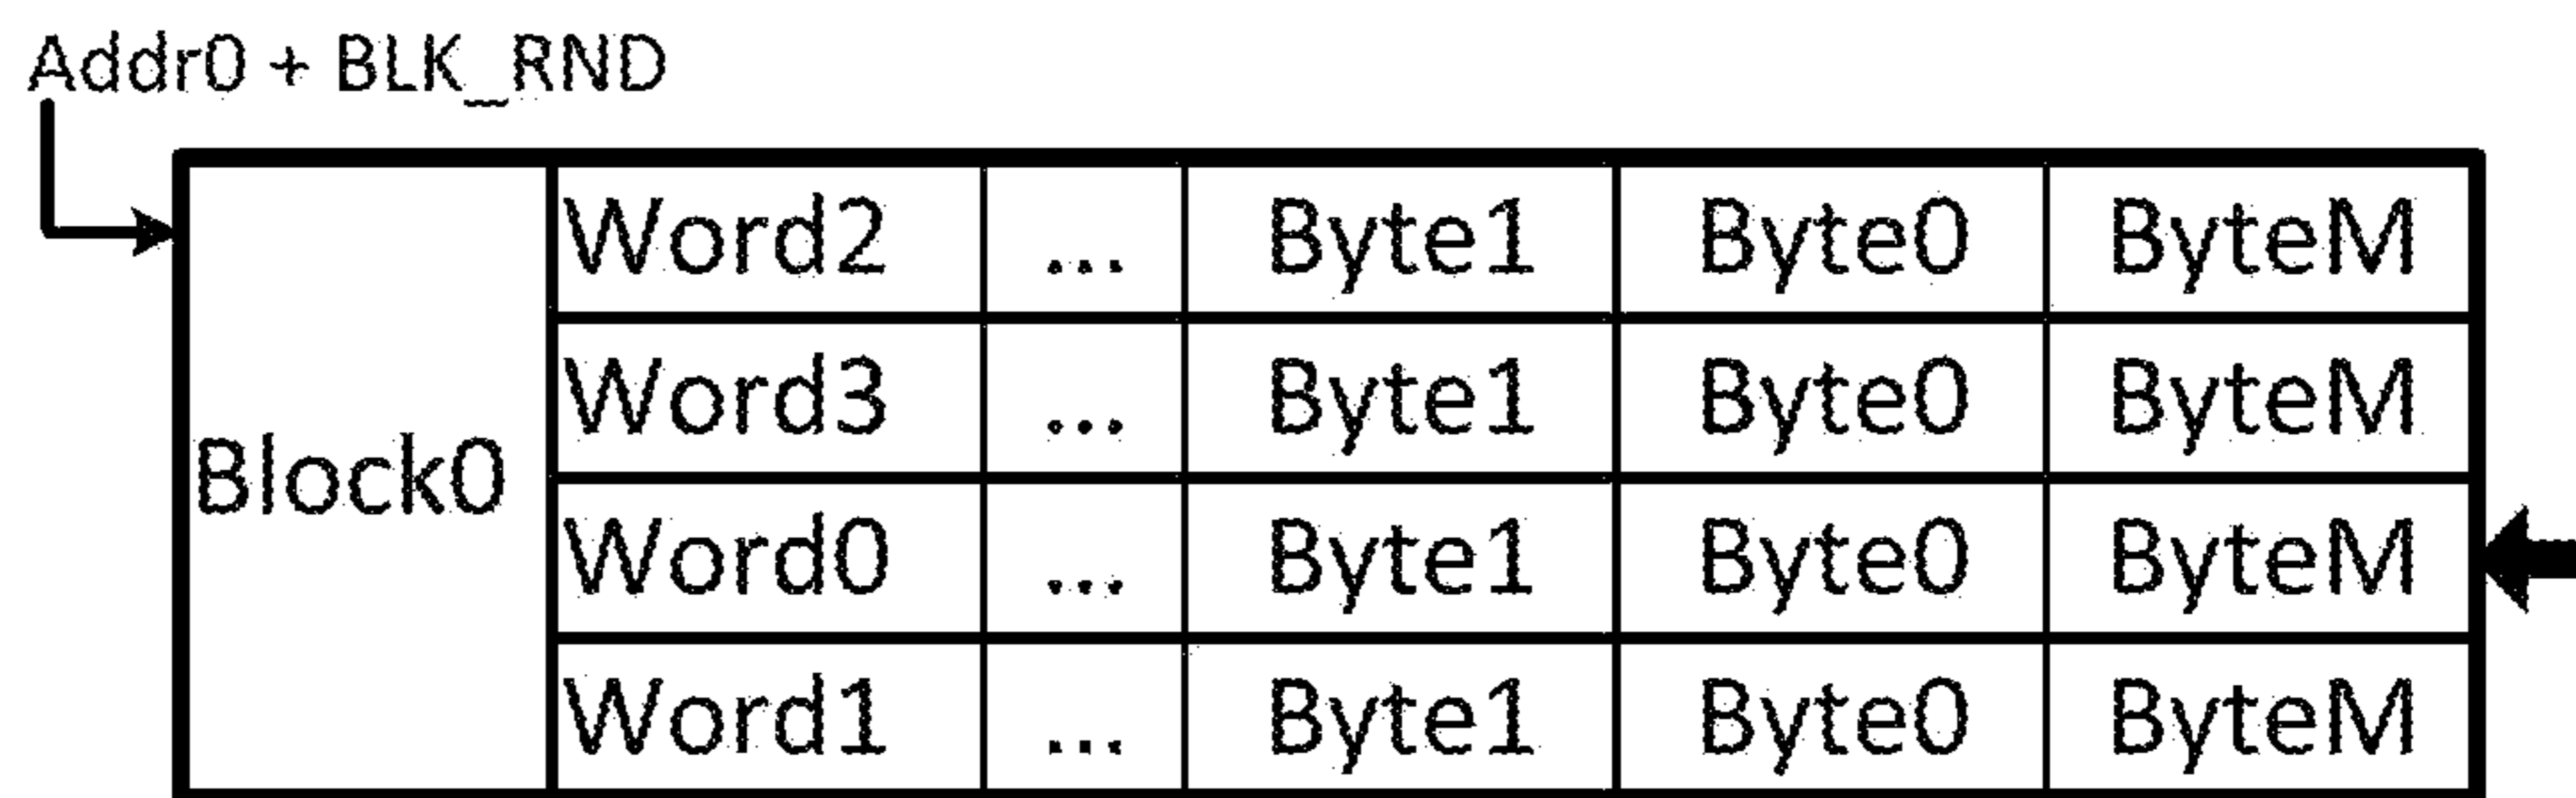 Addr0 + BLK_RND
Word2 ... Byte1 Byte0 ByteM
Word3 ... Byte1 Byte0 ByteM
Block0
Word0 ... Byte1 Byte0 ByteM
Word1 ... Byte1 Byte0 ByteM